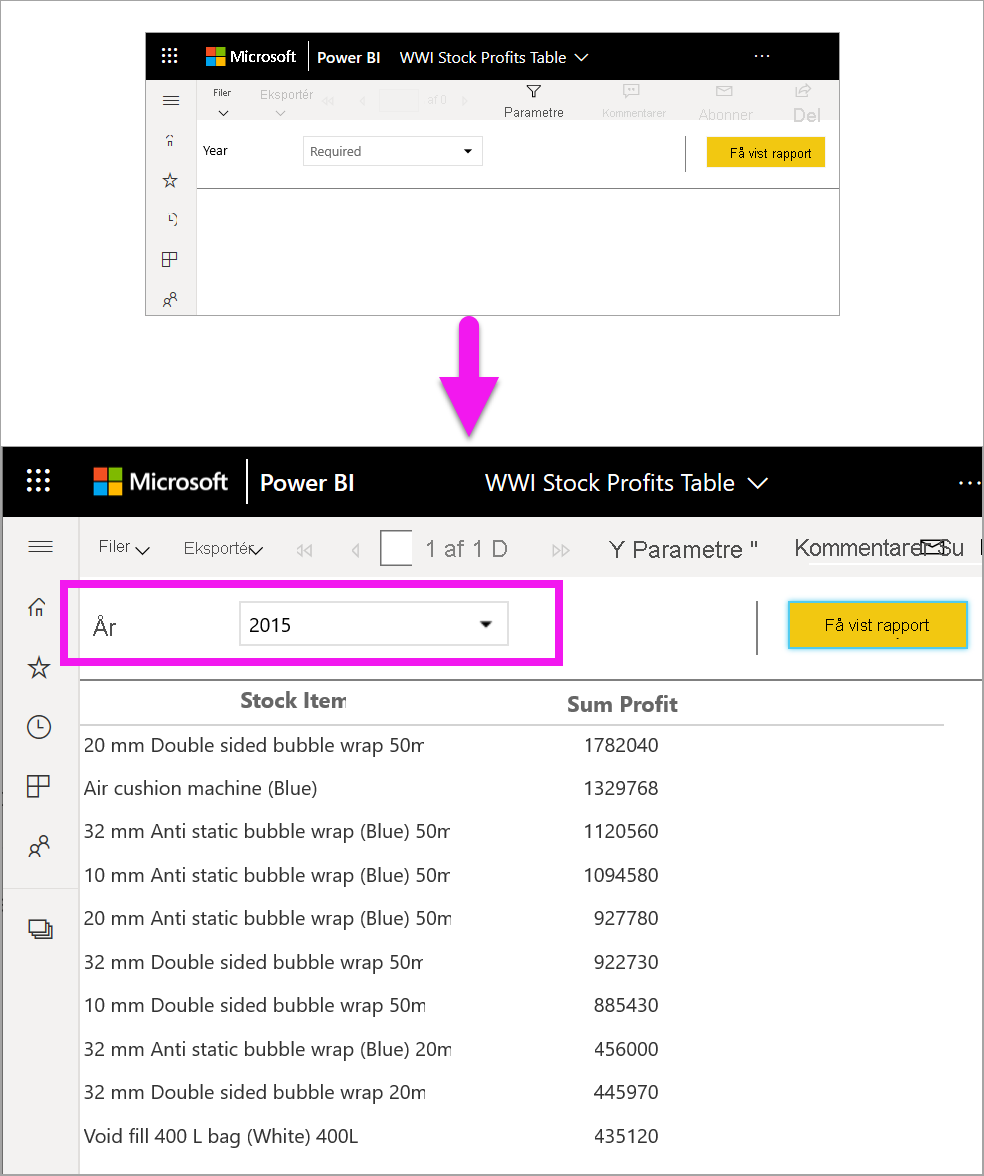 Microsoft Power BI WWI Stock Profits Table ...
Filer Eksportér af 0 Parametre Kommentarer Abonner Del
Year Required Få vist rapport
Microsoft Power BI WWI Stock Profits Table ...
Filer Eksportér 1 af 1 D Y Parametre " Kommentarer Su
År 2015 Få vist rapport
Stock Item Sum Profit
20 mm Double sided bubble wrap 50m 1782040
Air cushion machine (Blue) 1329768
32 mm Anti static bubble wrap (Blue) 50m 1120560
10 mm Anti static bubble wrap (Blue) 50m 1094580
20 mm Anti static bubble wrap (Blue) 50m 927780
32 mm Double sided bubble wrap 50m 922730
10 mm Double sided bubble wrap 50m 885430
32 mm Anti static bubble wrap (Blue) 20m 456000
32 mm Double sided bubble wrap 20m 445970
Void fill 400 L bag (White) 400L 435120